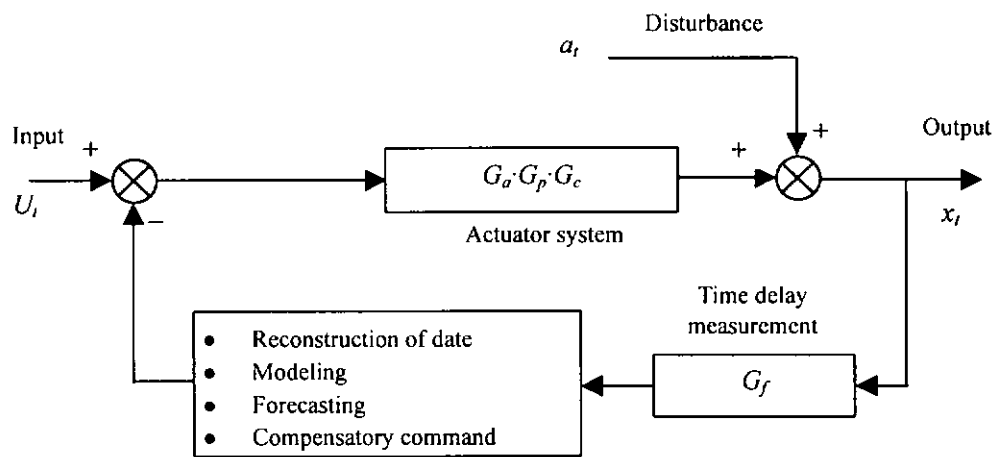 Disturbance
a_t
Input
+
+
+
Output
G_a·G_p·G_c
U_t
−
x_t
Actuator system
Time delay
measurement
● Reconstruction of date
● Modeling
● Forecasting
● Compensatory command
G_f